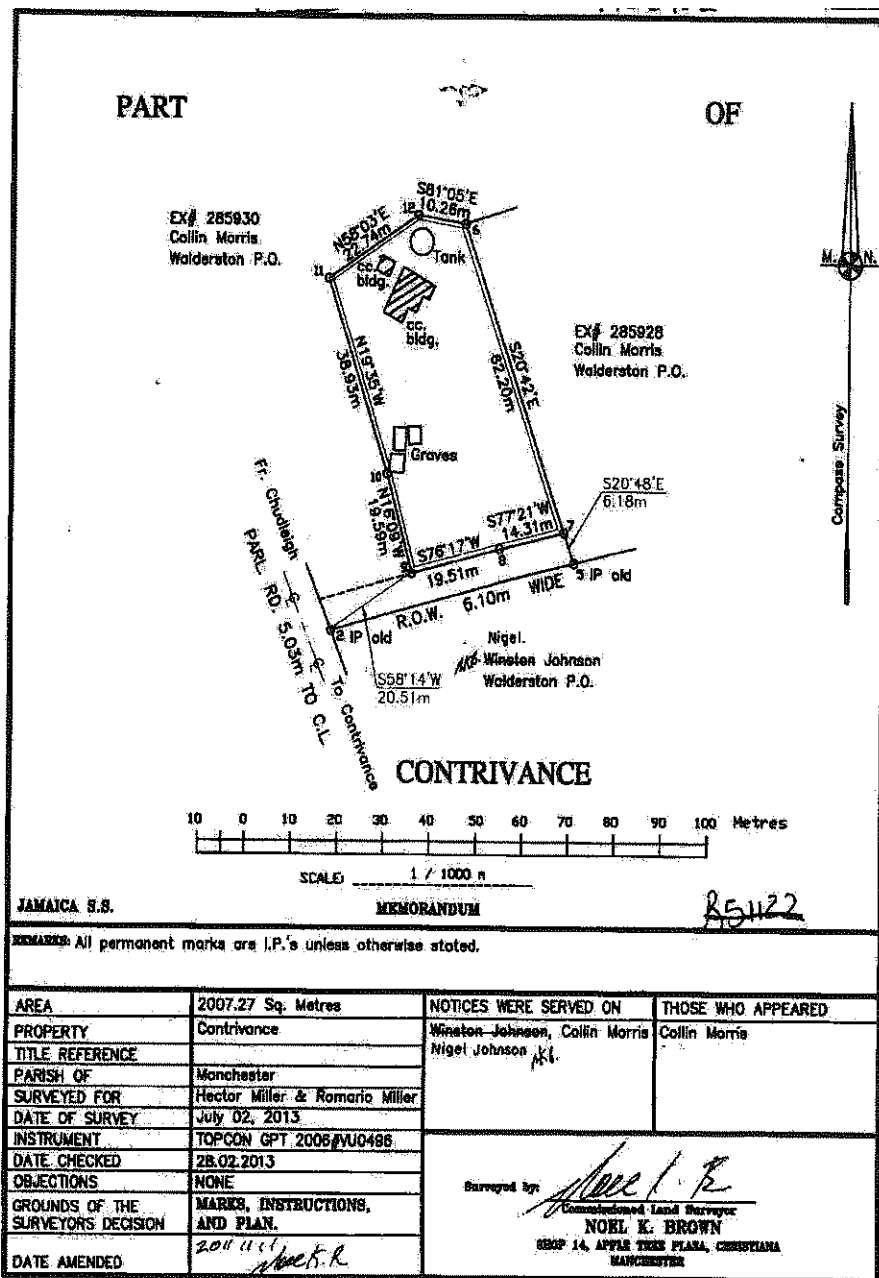 PART OF
EX# 285930
Collin Morris
Walderston P.O.
N58°03'E
22.74m
12
S81°05'E
10.26m
6
Tank
cc.
bldg.
cc.
bldg.
11
M. N.
EX# 285928
Collin Morris
Walderston P.O.
N19°35'W
38.93m
S20°42'E
Compass Survey
Graves
10
N16°09'W
19.59m
S20°48'E
6.18m
S77°21'W
14.31m
7
8
S76°17'W
19.51m
9
IP old
R.O.W. 6.10m WIDE
2 IP old
Fr. Chudleigh
PARL. RD. 5.03m TO C.L.
To Contrivance
S58°14'W
20.51m
Nigel.
Winston Johnson
Walderston P.O.
CONTRIVANCE
10 0 10 20 30 40 50 60 70 80 90 100 Metres
SCALE: 1 / 1000 m
JAMAICA S.S. MEMORANDUM
REMARKS: All permanent marks are I.P.'s unless otherwise stated.
AREA 2007.27 Sq. Metres NOTICES WERE SERVED ON THOSE WHO APPEARED
PROPERTY Contrivance Winston Johnson, Collin Morris Collin Morris
Nigel Johnson
TITLE REFERENCE
PARISH OF Manchester
SURVEYED FOR Hector Miller & Romario Miller
DATE OF SURVEY July 02, 2013
INSTRUMENT TOPCON GPT 2006#VU0496
DATE CHECKED 28.02.2013
OBJECTIONS NONE
GROUNDS OF THE MARKS, INSTRUCTIONS,
SURVEYORS DECISION AND PLAN.
DATE AMENDED
Surveyed by:
Commissioned Land Surveyor
NOEL K. BROWN
SHOP 14, APPLE TREE PLAZA, CHRISTIANA
MANCHESTER